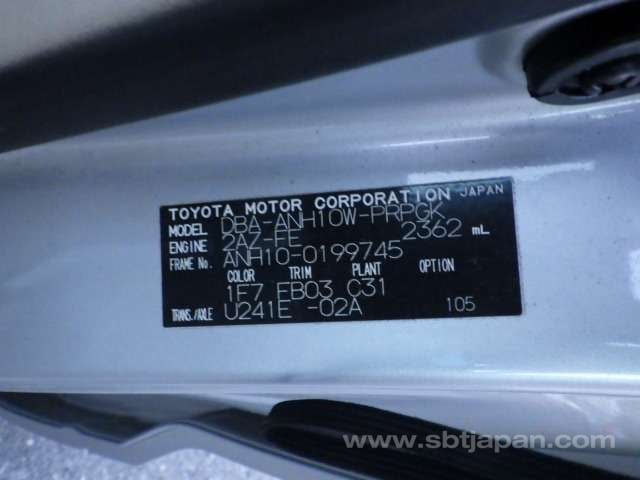 TOYOTA MOTOR CORPORATION JAPAN
MODEL DBA-ANH10W-PRPGK
ENGINE 2AZ-FE 2362 mL
FRAME No. ANH10-0199745
COLOR TRIM PLANT OPTION
1F7 FB03 C31
TRANS./AXLE U241E -02A 105
www.sbtjapan.com